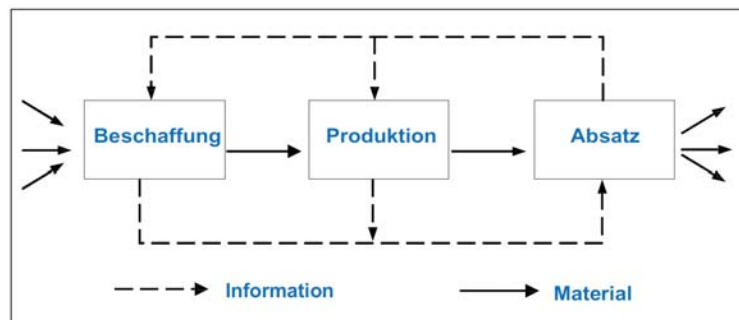 Beschaffung
Produktion
Absatz
Information
Material